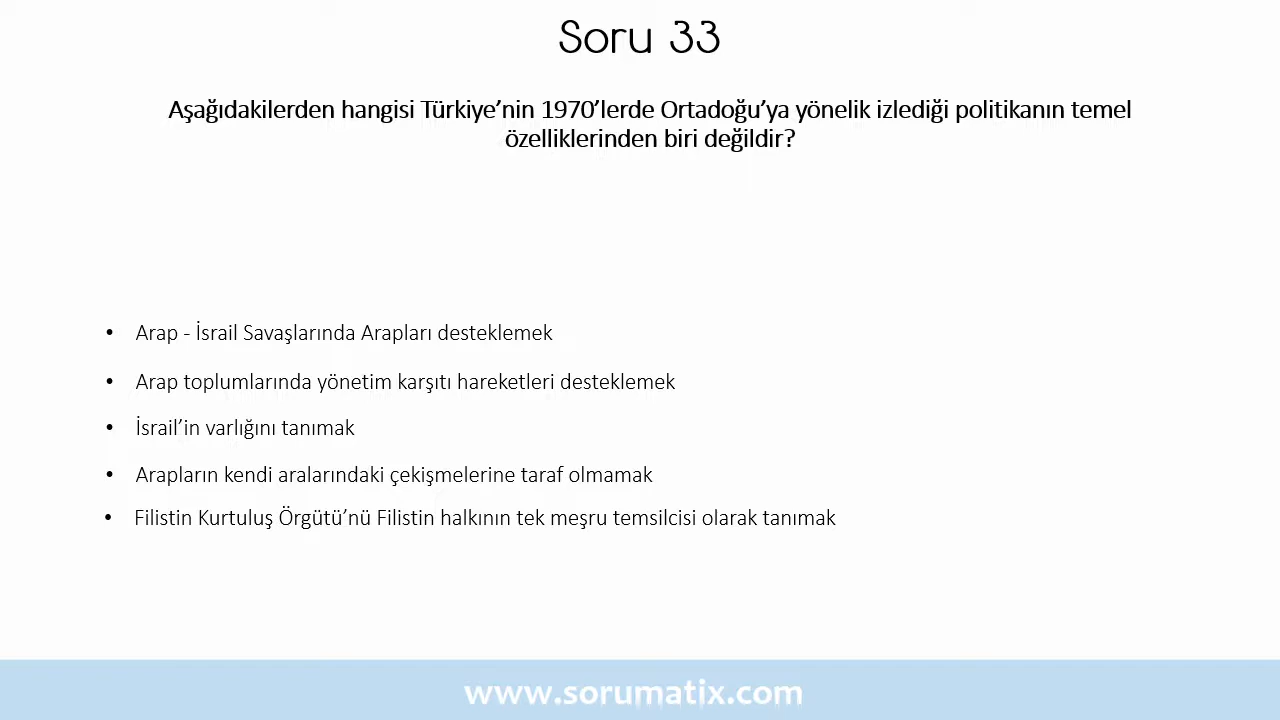 Soru 33
Aşağıdakilerden hangisi Türkiye’nin 1970’lerde Ortadoğu’ya yönelik izlediği politikanın temel
özelliklerinden biri değildir?
• Arap - İsrail Savaşlarında Arapları desteklemek
• Arap toplumlarında yönetim karşıtı hareketleri desteklemek
• İsrail’in varlığını tanımak
• Arapların kendi aralarındaki çekişmelerine taraf olmamak
• Filistin Kurtuluş Örgütü’nü Filistin halkının tek meşru temsilcisi olarak tanımak
www.sorumatix.com